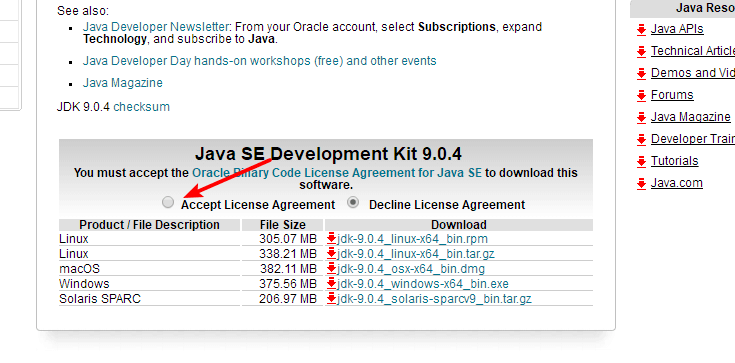 See also:
Java Developer Newsletter: From your Oracle account, select Subscriptions, expand
Technology, and subscribe to Java.
Java Developer Day hands-on workshops (free) and other events
Java Magazine
JDK 9.0.4 checksum
Java SE Development Kit 9.0.4
You must accept the Oracle Binary Code License Agreement for Java SE to download this
software.
Accept License Agreement Decline License Agreement
Product / File Description File Size Download
Linux 305.07 MB jdk-9.0.4_linux-x64_bin.rpm
Linux 338.21 MB jdk-9.0.4_linux-x64_bin.tar.gz
macOS 382.11 MB jdk-9.0.4_osx-x64_bin.dmg
Windows 375.56 MB jdk-9.0.4_windows-x64_bin.exe
Solaris SPARC 206.97 MB jdk-9.0.4_solaris-sparcv9_bin.tar.gz
Java Reso
Java APIs
Technical Article
Demos and Vid
Forums
Java Magazine
Developer Train
Tutorials
Java.com